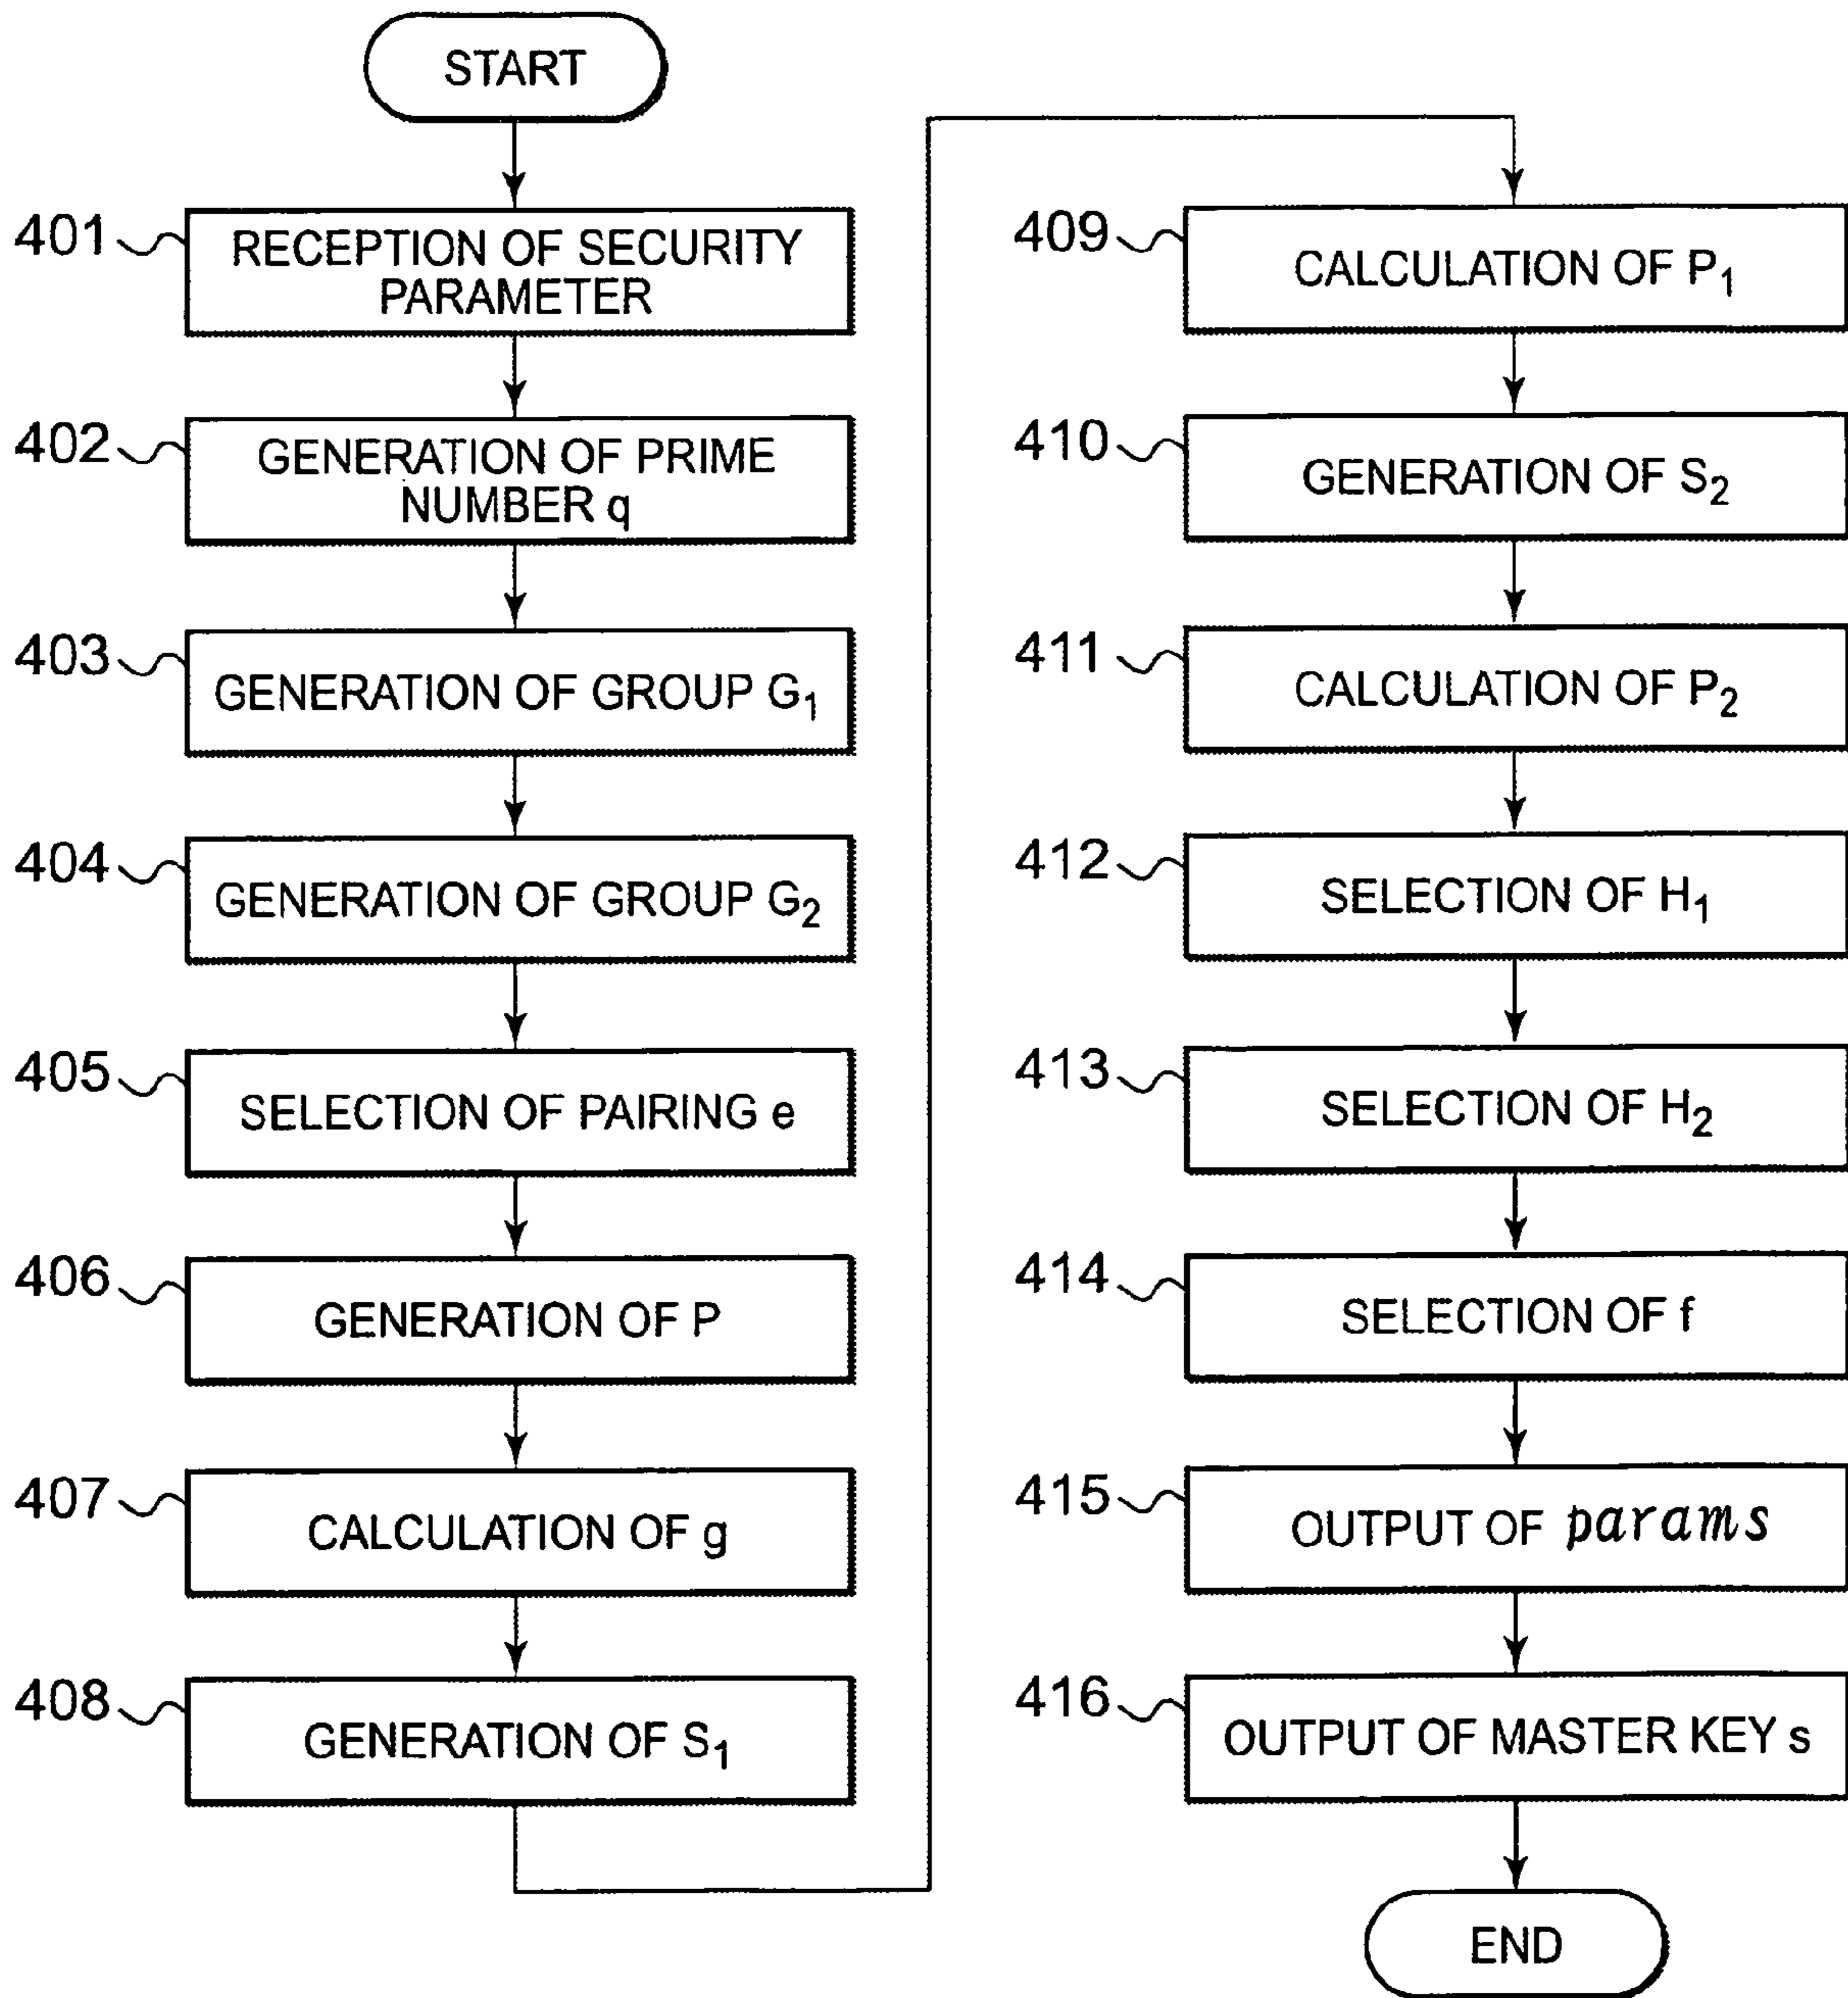 START
401
RECEPTION OF SECURITY
PARAMETER
402
GENERATION OF PRIME
NUMBER q
403
GENERATION OF GROUP G₁
404
GENERATION OF GROUP G₂
405
SELECTION OF PAIRING e
406
GENERATION OF P
407
CALCULATION OF g
408
GENERATION OF S₁
409
CALCULATION OF P₁
410
GENERATION OF S₂
411
CALCULATION OF P₂
412
SELECTION OF H₁
413
SELECTION OF H₂
414
SELECTION OF f
415
OUTPUT OF params
416
OUTPUT OF MASTER KEY s
END